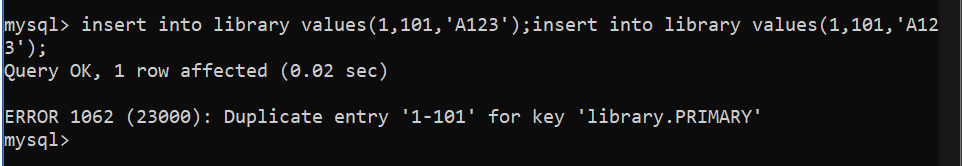 mysql> insert into library values(1,101,'A123');insert into library values(1,101,'A12
3');
Query OK, 1 row affected (0.02 sec)
ERROR 1062 (23000): Duplicate entry '1-101' for key 'library.PRIMARY'
mysql>